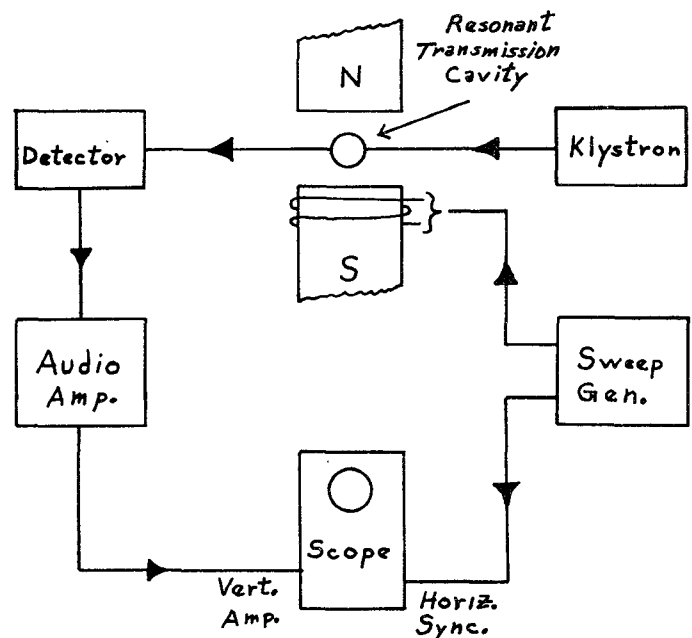 Resonant
Transmission
Cavity
N
Detector
Klystron
S
Audio
Amp.
Sweep
Gen.
Scope
Vert.
Amp.
Horiz.
Sync.